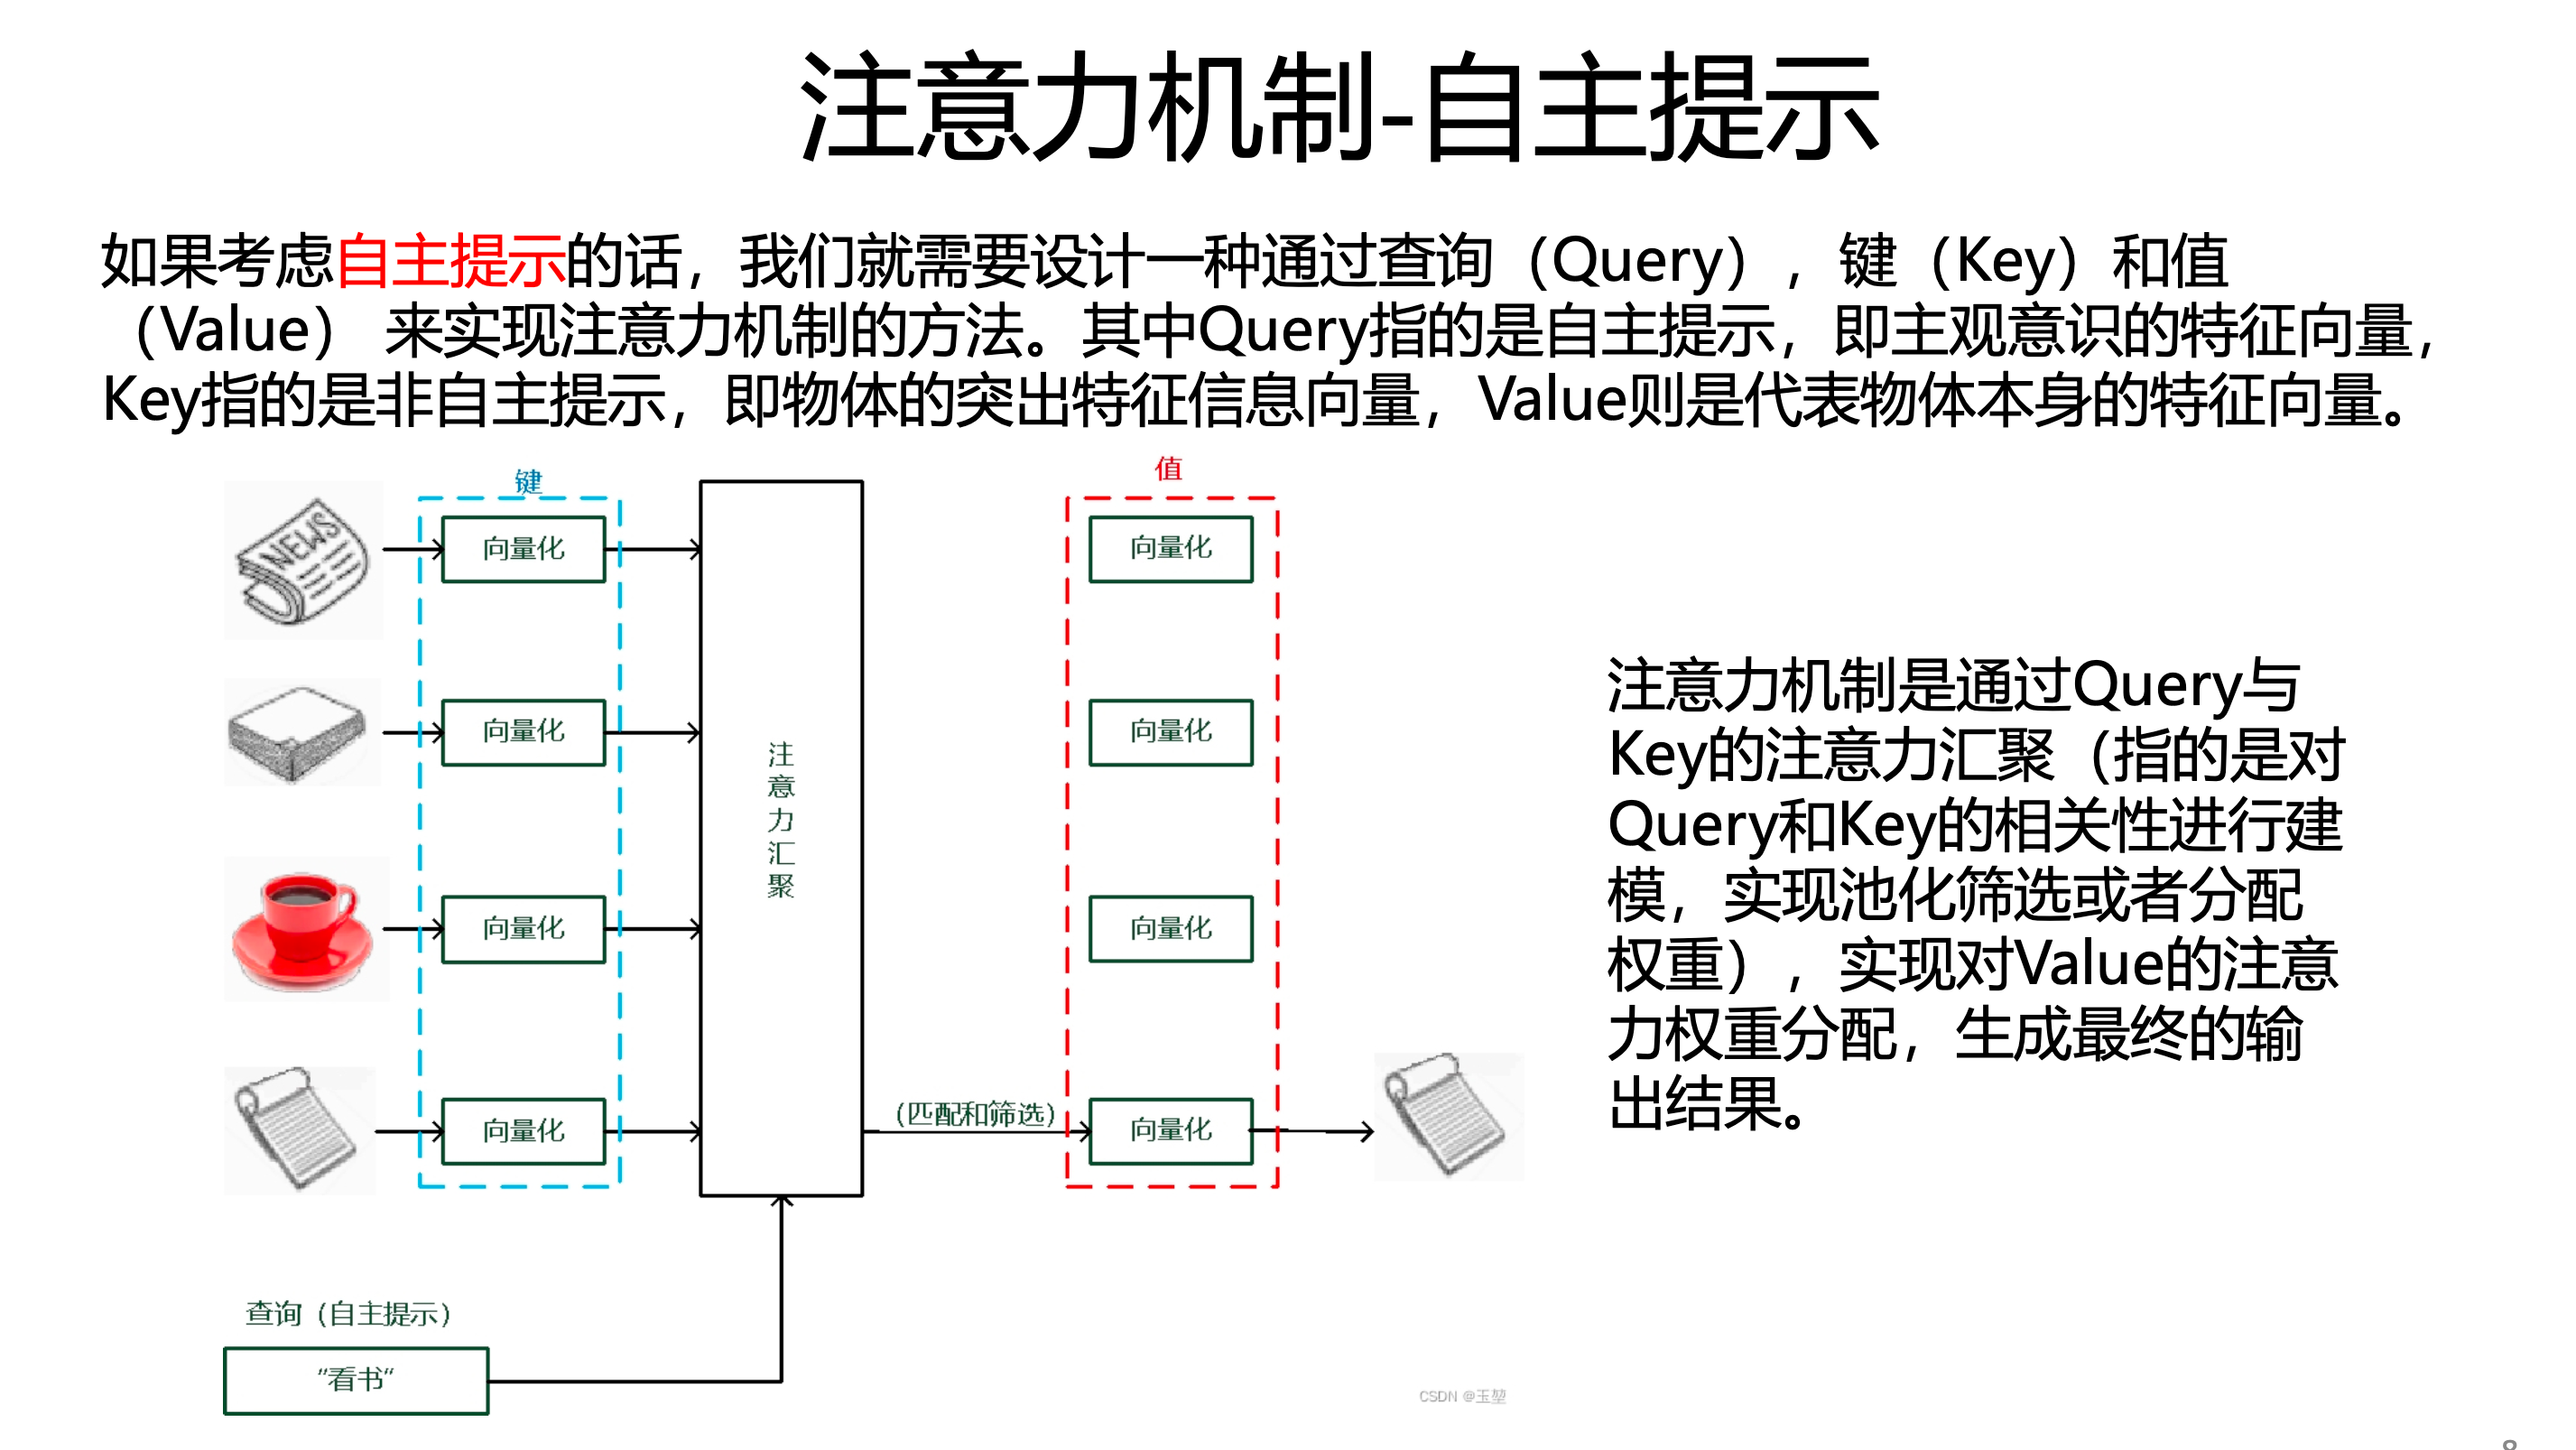 注意力机制-自主提示
如果考虑自主提示的话，我们就需要设计一种通过查询（Query），键（Key）和值
（Value） 来实现注意力机制的方法。其中Query指的是自主提示，即主观意识的特征向量，
Key指的是非自主提示，即物体的突出特征信息向量，Value则是代表物体本身的特征向量。
键
值
NEWS
向量化
向量化
向量化
向量化
向量化
向量化
向量化
向量化
注
意
力
汇
聚
（匹配和筛选）
注意力机制是通过Query与
Key的注意力汇聚（指的是对
Query和Key的相关性进行建
模，实现池化筛选或者分配
权重），实现对Value的注意
力权重分配，生成最终的输
出结果。
查询（自主提示）
“看书“
CSDN @玉堃